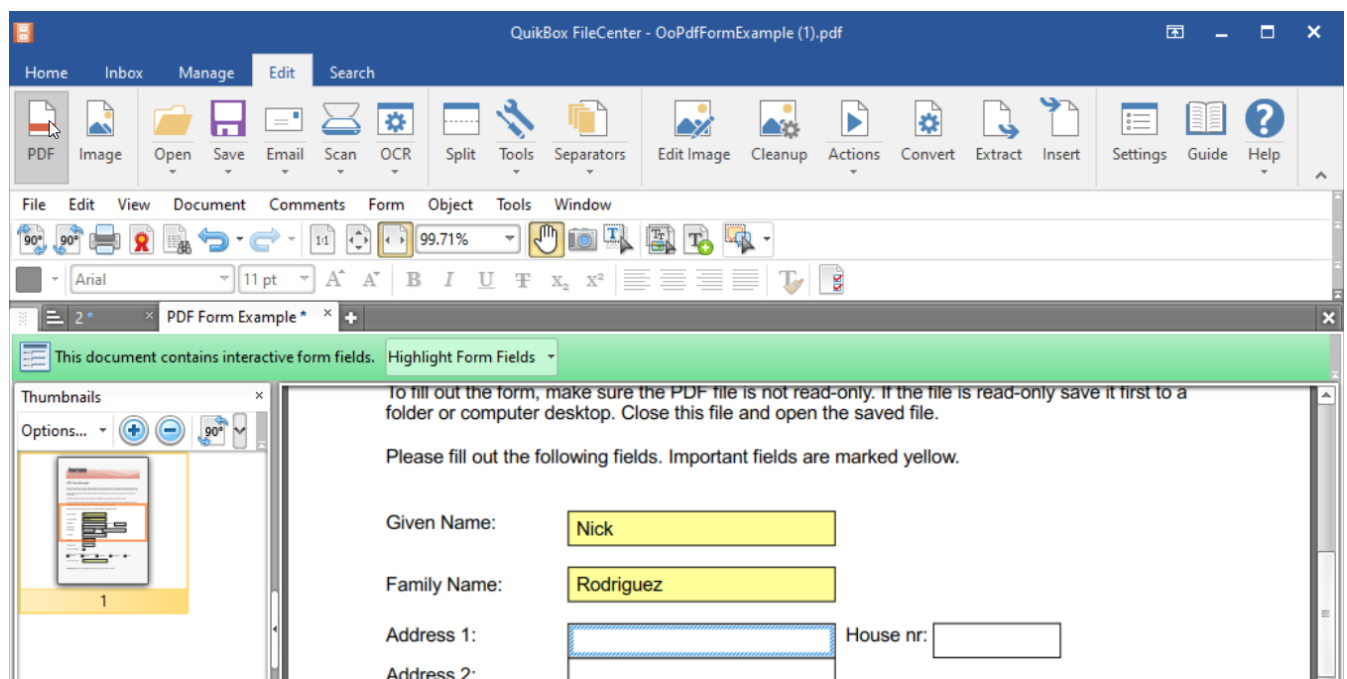 QuikBox FileCenter - OoPdfFormExample (1).pdf
Home Inbox Manage Edit Search
PDF Image Open Save Email Scan OCR Split Tools Separators Edit Image Cleanup Actions Convert Extract Insert Settings Guide Help
File Edit View Document Comments Form Object Tools Window
90° 90° 1:1 99.71%
Arial 11 pt A A B I U T X₂ X²
2* PDF Form Example *
This document contains interactive form fields. Highlight Form Fields
Thumbnails
Options... 90°
1
To fill out the form, make sure the PDF file is not read-only. If the file is read-only save it first to a
folder or computer desktop. Close this file and open the saved file.
Please fill out the following fields. Important fields are marked yellow.
Given Name: Nick
Family Name: Rodriguez
Address 1: House nr:
Address 2: